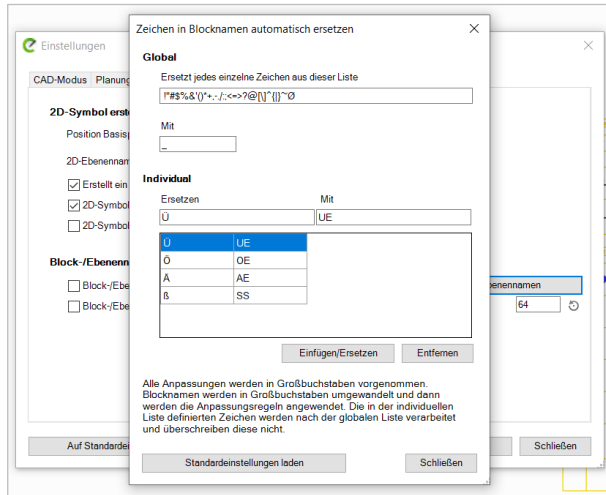 Zeichen in Blocknamen automatisch ersetzen
Einstellungen
Global
Ersetzt jedes einzelne Zeichen aus dieser Liste
!"#$%&'()*+,-./:;<=>?@[\]^{|}~¨Ø
Mit
_
Individual
Ersetzen Mit
Ü UE
Ü UE
Ö OE
Ä AE
ß SS
Einfügen/Ersetzen Entfernen
Alle Anpassungen werden in Großbuchstaben vorgenommen.
Blocknamen werden in Großbuchstaben umgewandelt und dann
werden die Anpassungsregeln angewendet. Die in der individuellen
Liste definierten Zeichen werden nach der globalen Liste verarbeitet
und überschreiben diese nicht.
Standardeinstellungen laden Schließen
CAD-Modus Planung
2D-Symbol erste
Position Basisp
2D-Ebenennam
Erstellt ein
2D-Symbol
2D-Symbol
Block-/Ebenenn
Block-/Ebe
benennamen
Block-/Ebe
64
Auf Standardei
Schließen